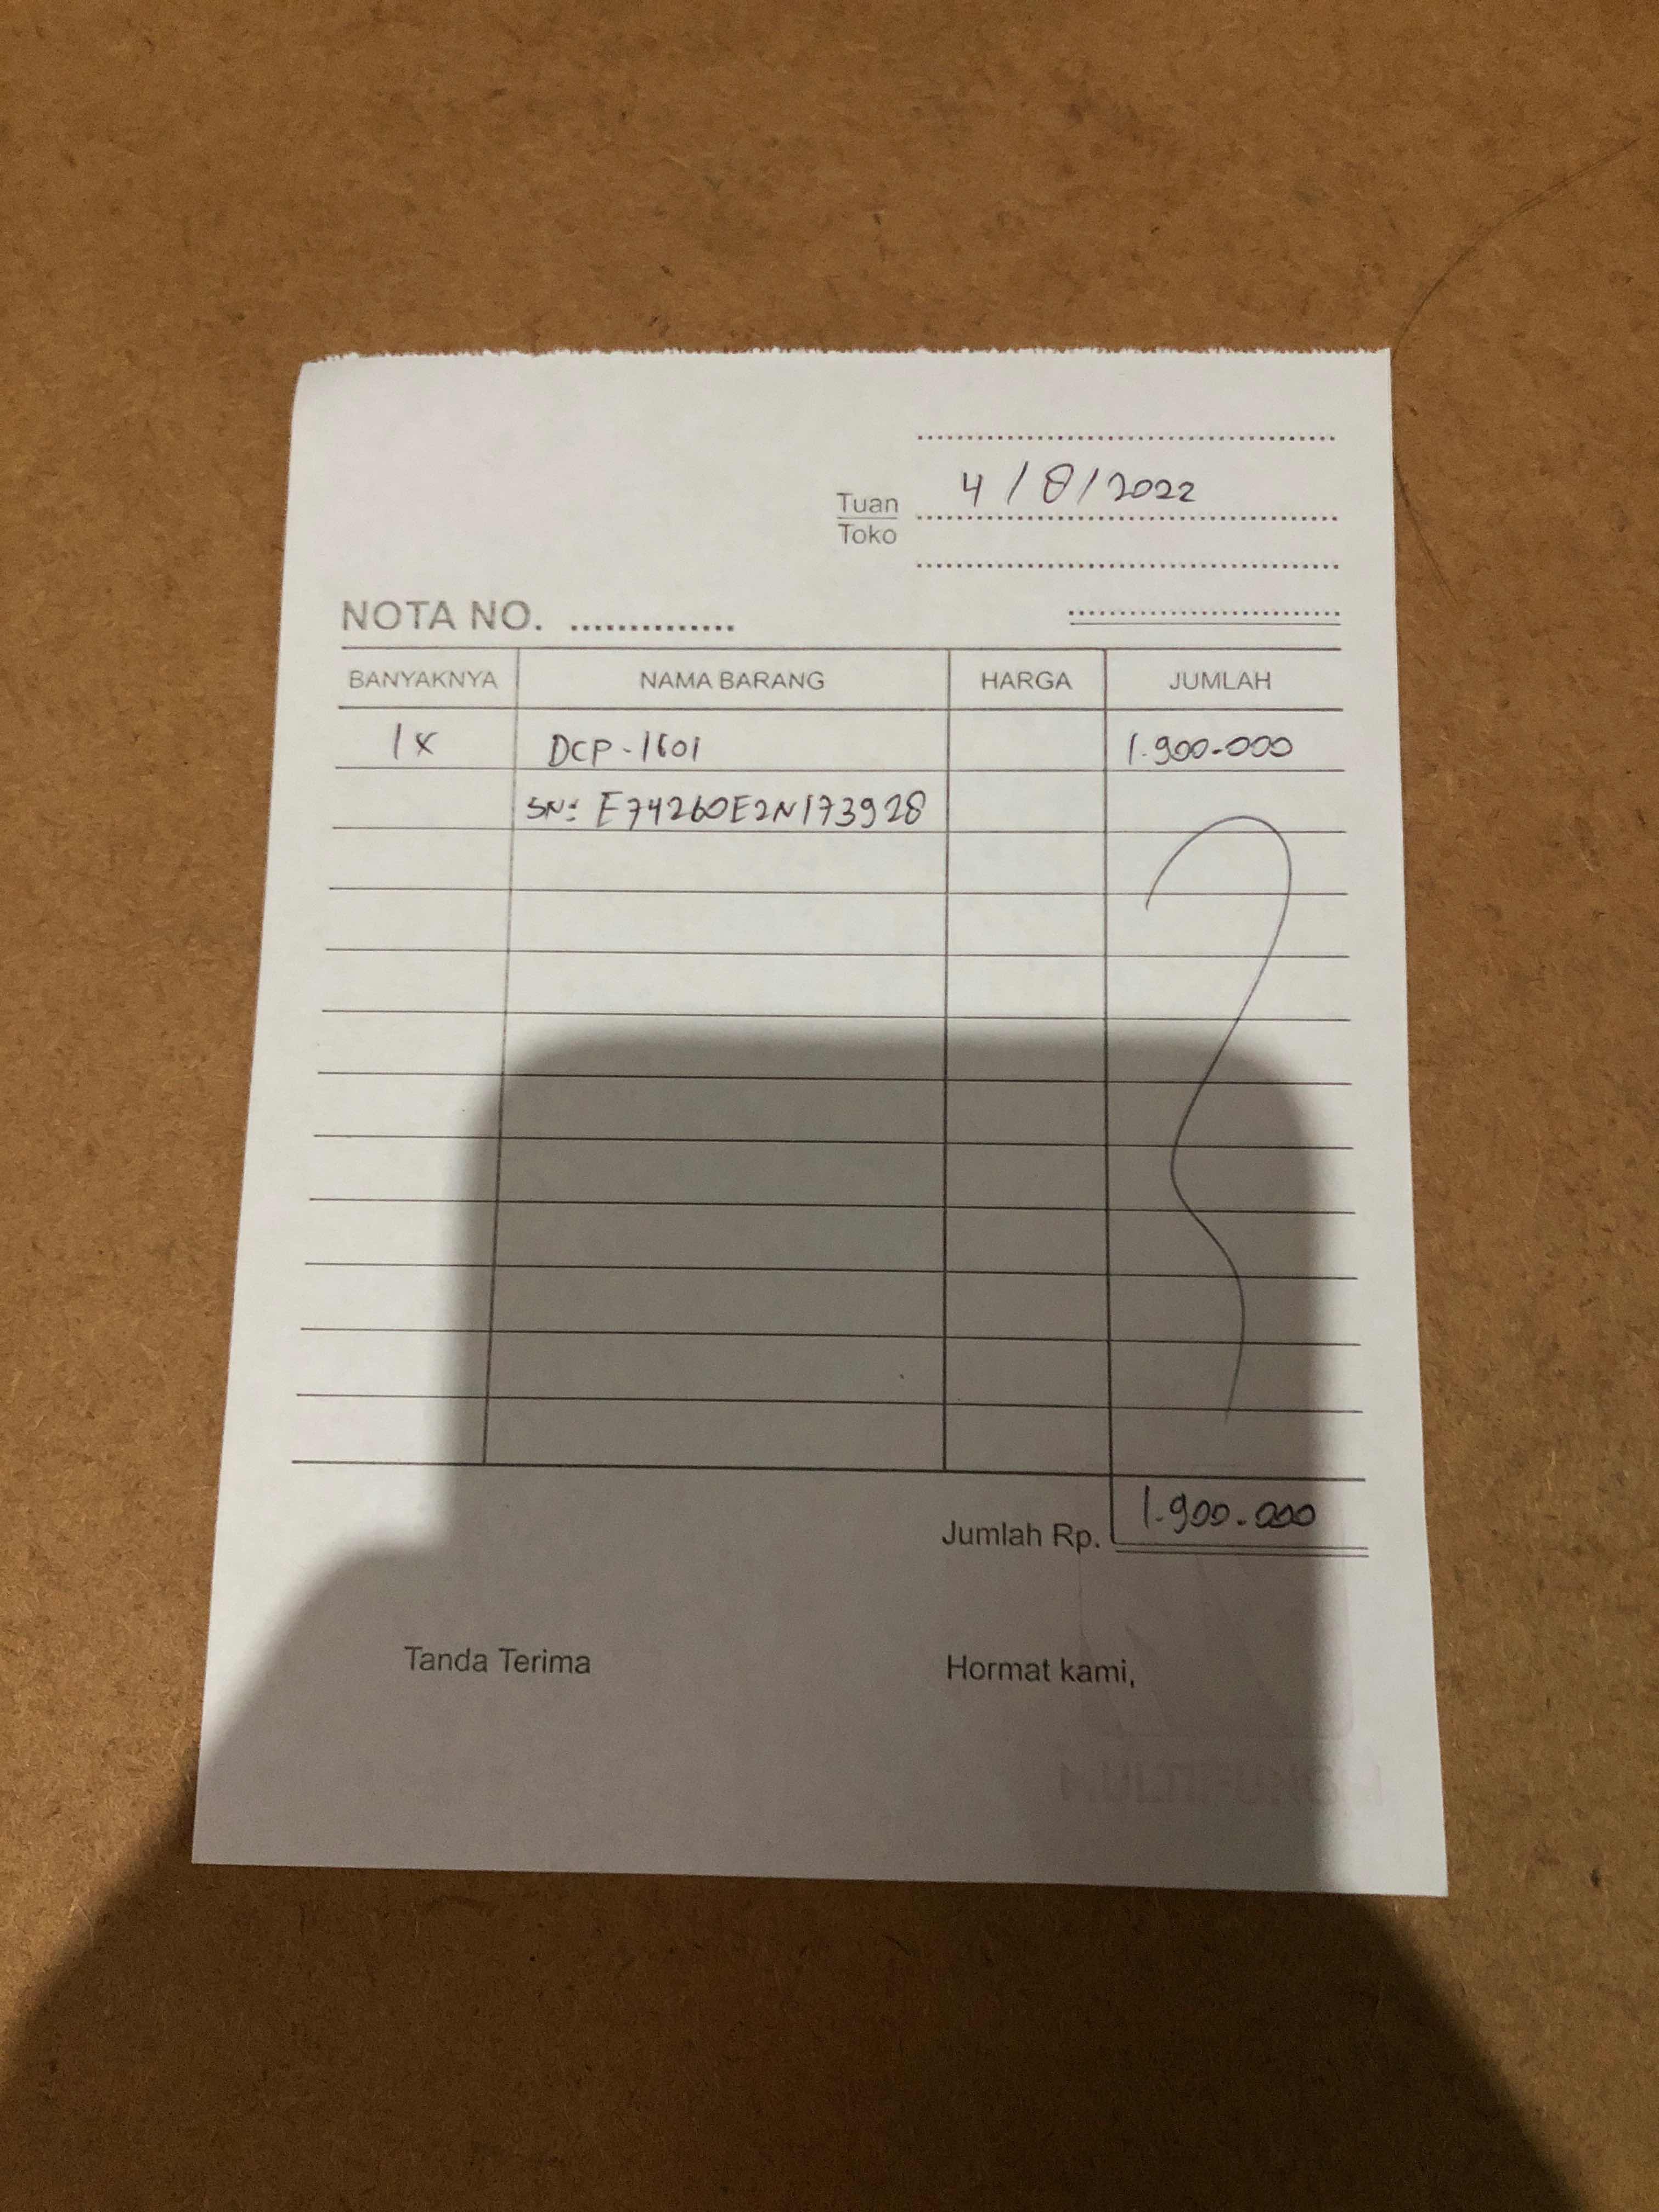 4/8/2022
Tuan
Toko
NOTA NO. ..............
BANYAKNYA NAMA BARANG HARGA JUMLAH
1x DCP-1601 1.900.000
SN: E74260E2N173928
Jumlah Rp. 1.900.000
Tanda Terima Hormat kami,